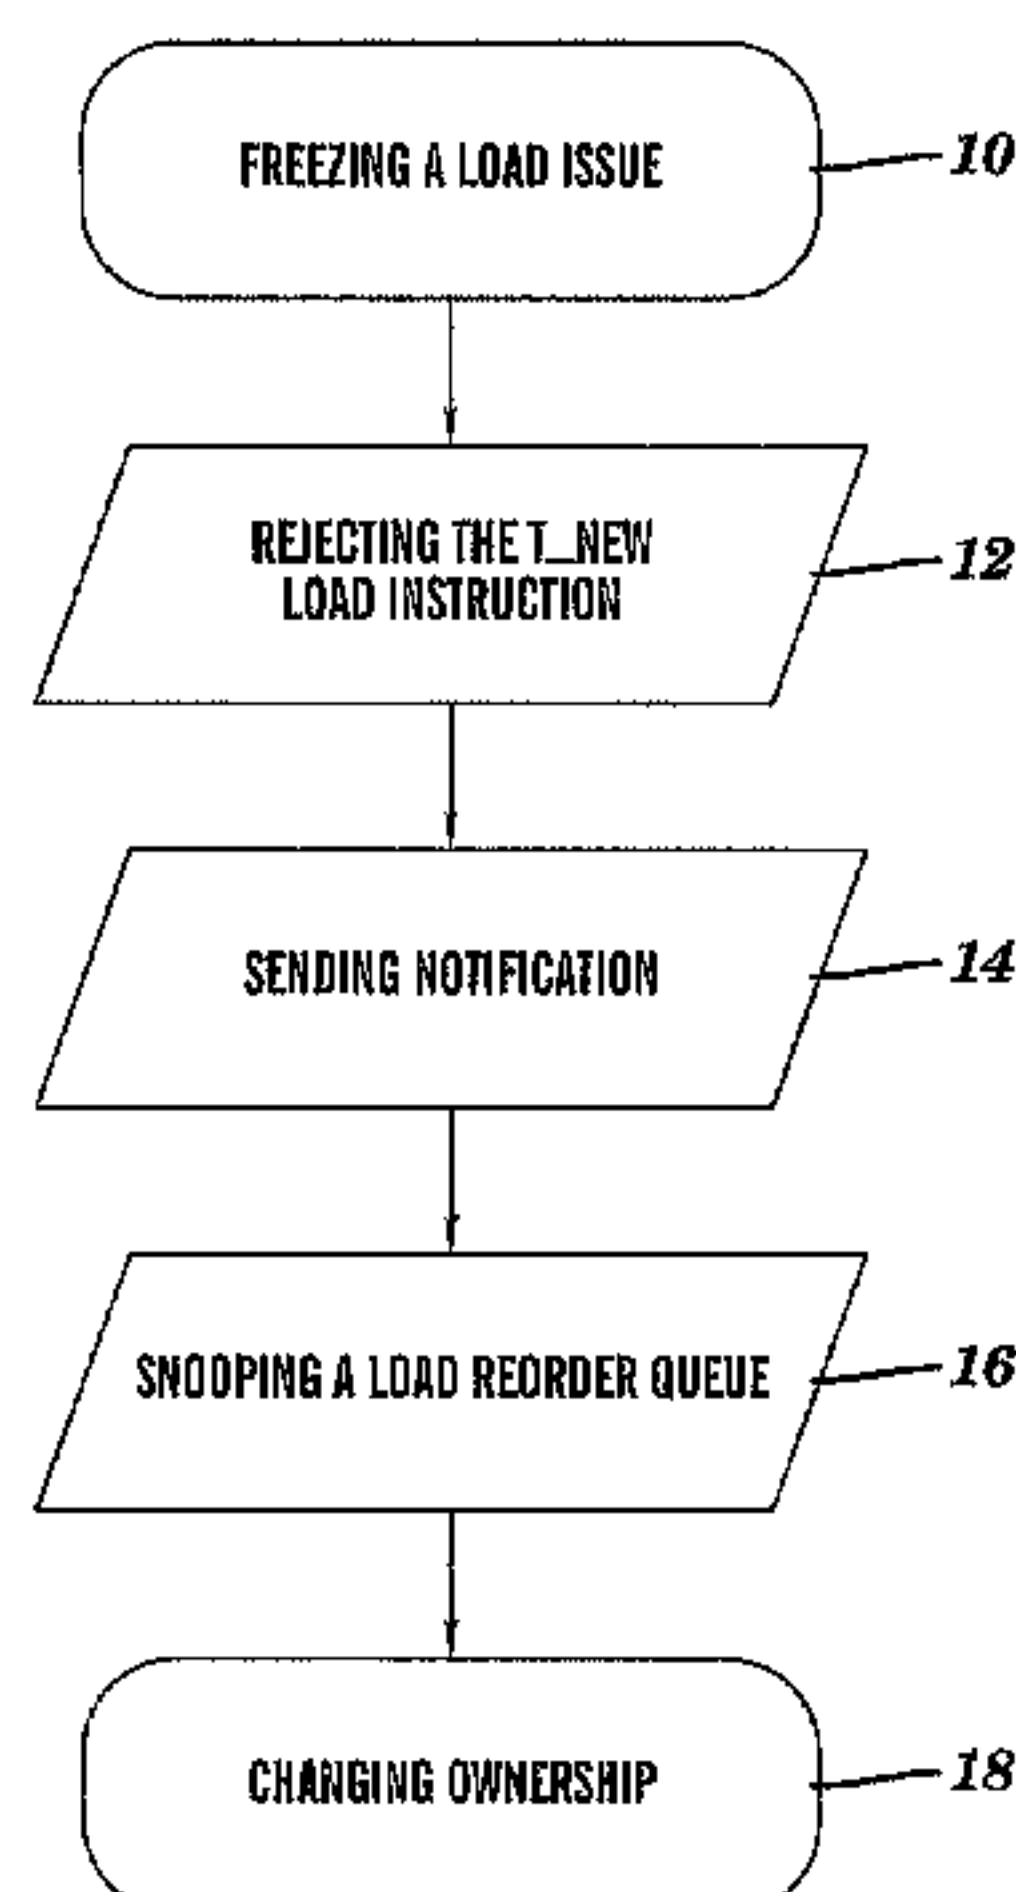 FREEZING A LOAD ISSUE
10
REJECTING THE T_NEW
LOAD INSTRUCTION
12
SENDING NOTIFICATION
14
SNOOPING A LOAD REORDER QUEUE
16
CHANGING OWNERSHIP
18